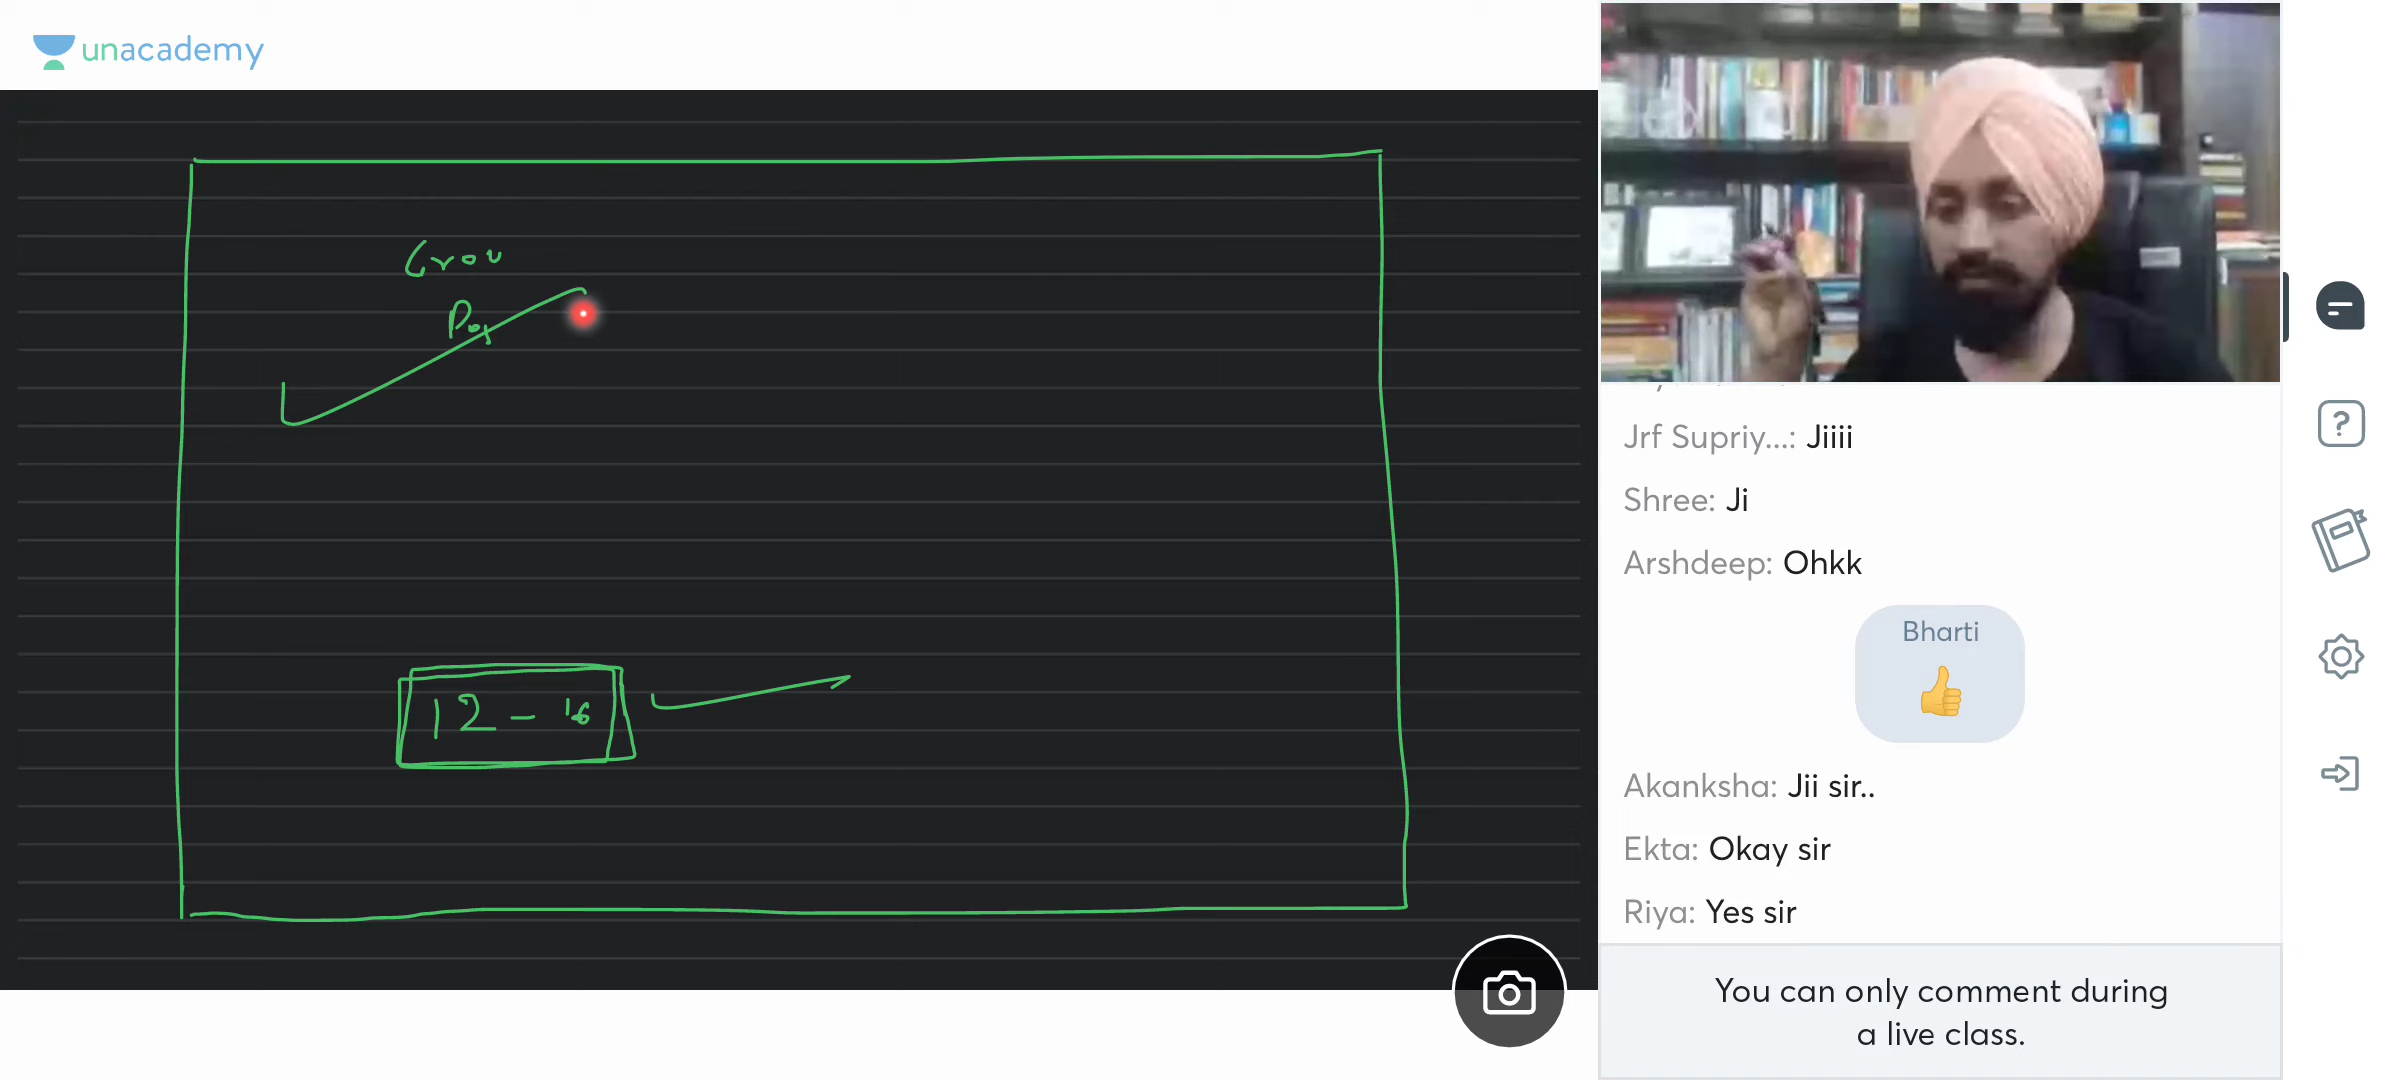 unacademy
Grou
Pos
12 - 16
Jrf Supriy...: Jiiii
Shree: Ji
Arshdeep: Ohkk
Bharti
Akanksha: Jii sir..
Ekta: Okay sir
Riya: Yes sir
You can only comment during
a live class.